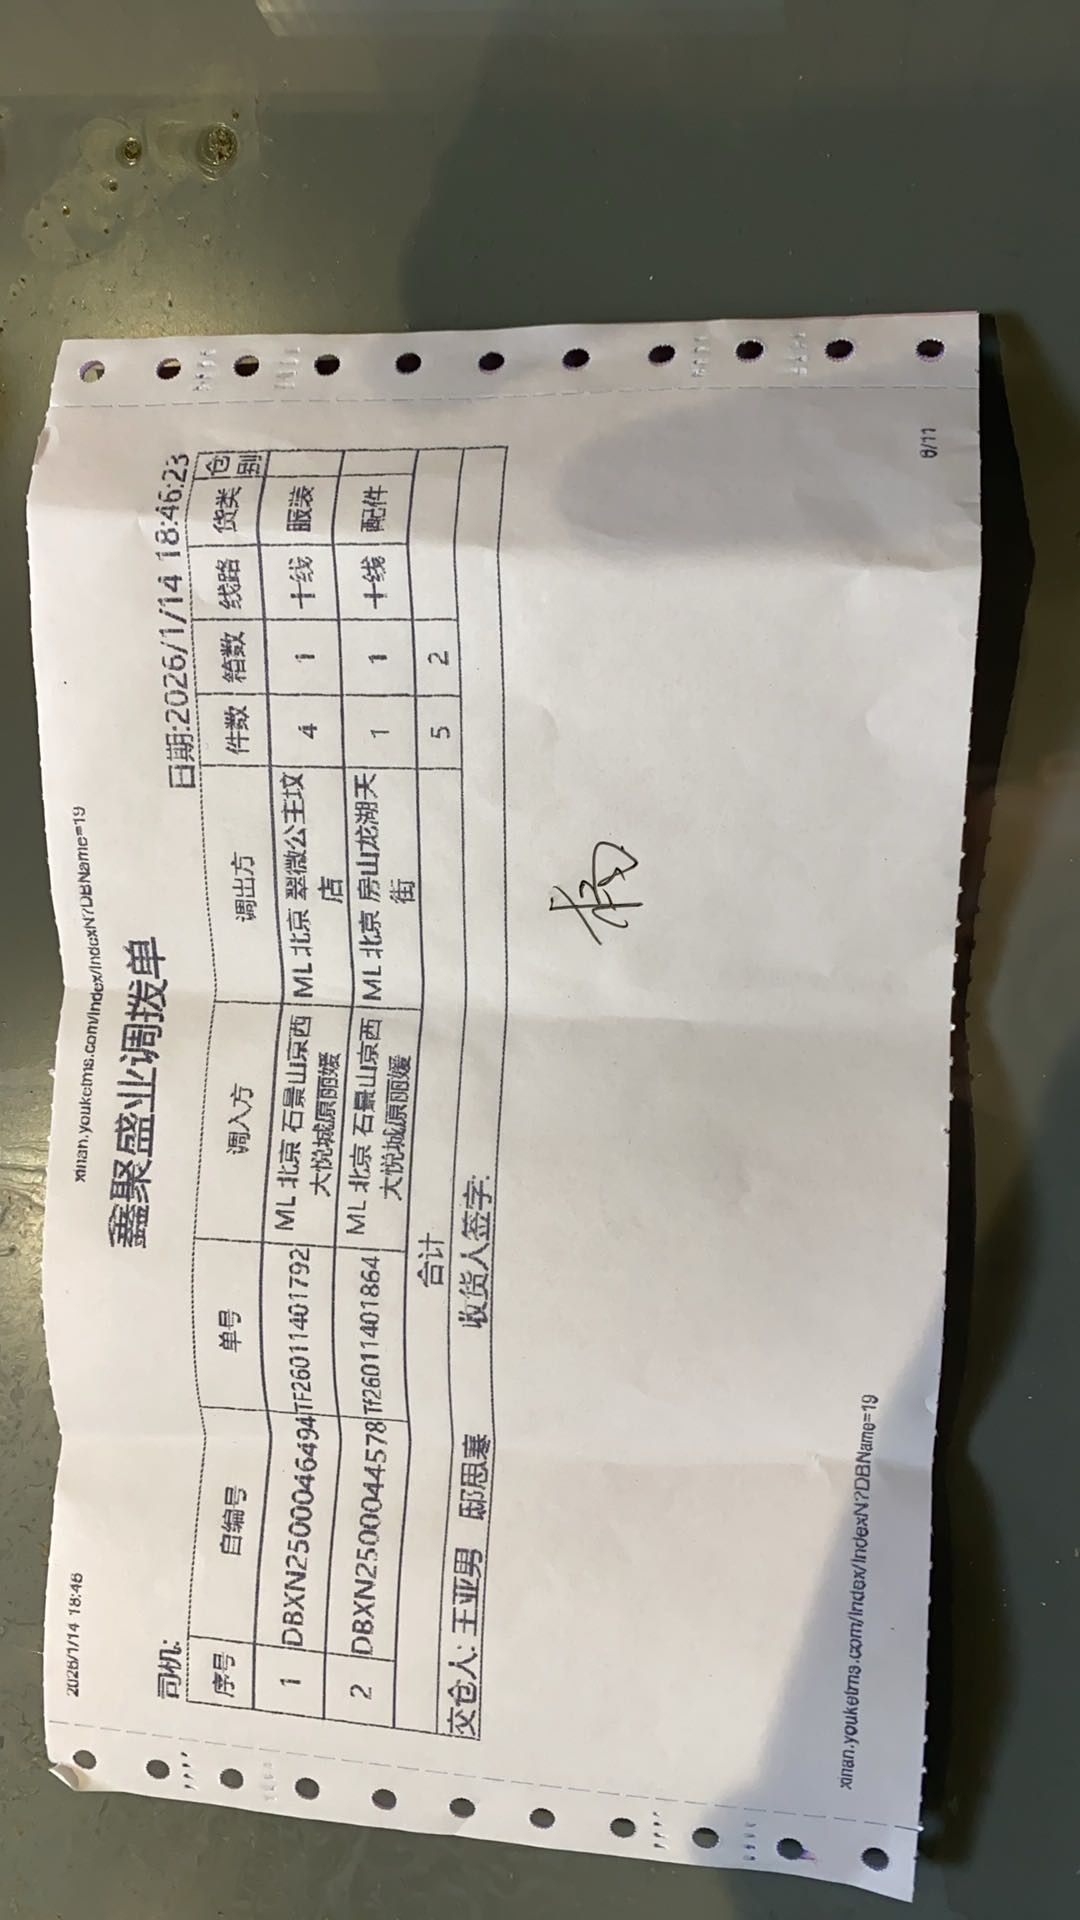 2026/1/14 18:46
xinan.youketms.com/Index/IndexN?DBName=19
鑫聚盛业调拨单
司机:
日期:2026/1/14 18:46:23
序号 自编号 单号 调入方 调出方 件数 箱数 线路 货类 仓别
1 DBXN250046494 TF26011401792 ML 北京 石景山京西大悦城原丽媛 ML 北京 翠微公主坟店 4 1 十线 服装
2 DBXN250044578 Tf26011401864 ML 北京 石景山京西大悦城原丽媛 ML 北京 房山龙湖天街 1 1 十线 配件
合计 5 2
交仓人: 王亚男 邸思骞 收货人签字:
xinan.youketms.com/Index/IndexN?DBName=19
6/11